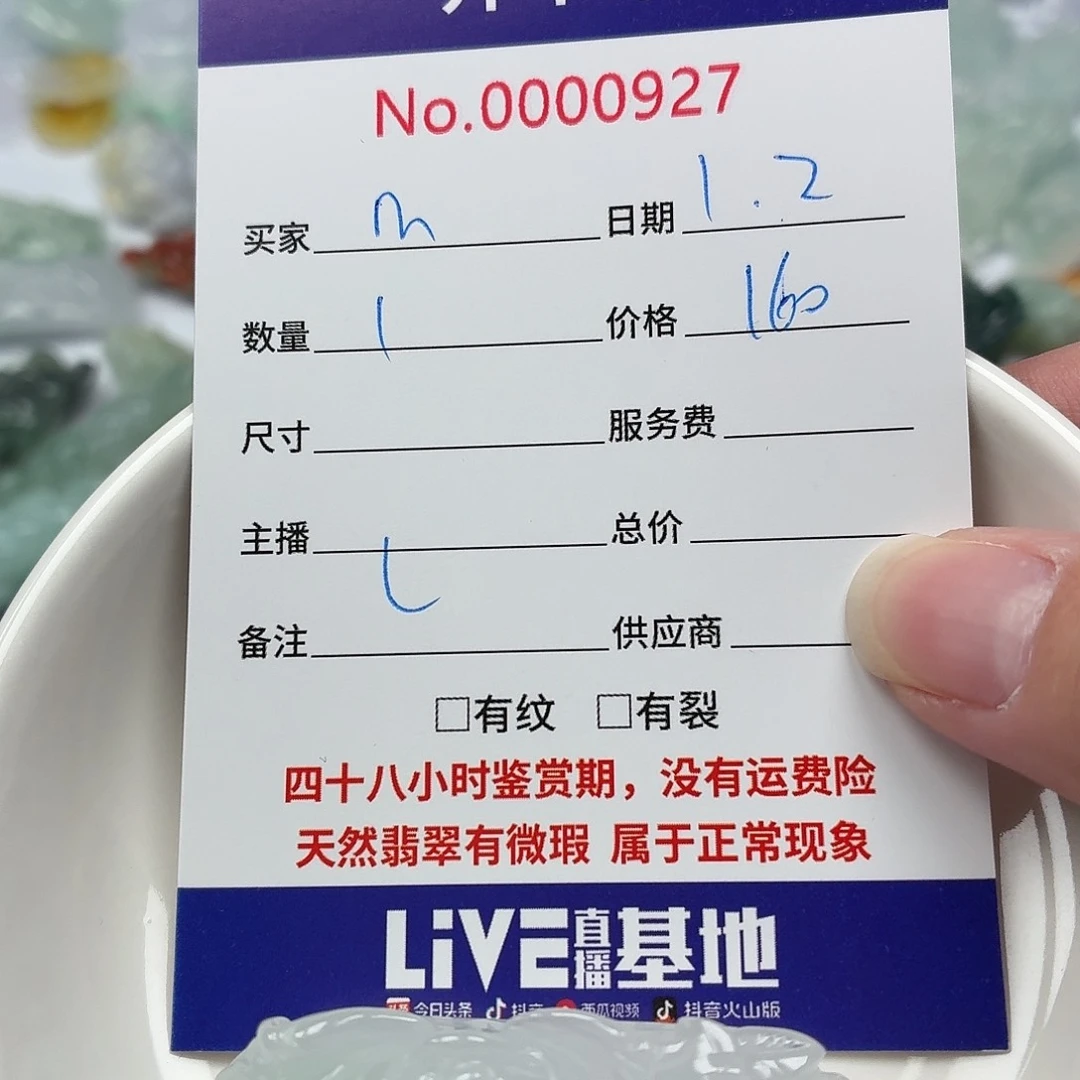 No.0000927
买家 m 日期 1.2
数量 1 价格 160
尺寸 服务费
主播 总价
L
备注 供应商
□有纹 □有裂
四十八小时鉴赏期，没有运费险
天然翡翠有微瑕 属于正常现象
LiVE直播基地
今日头条 抖音 西瓜视频 抖音火山版